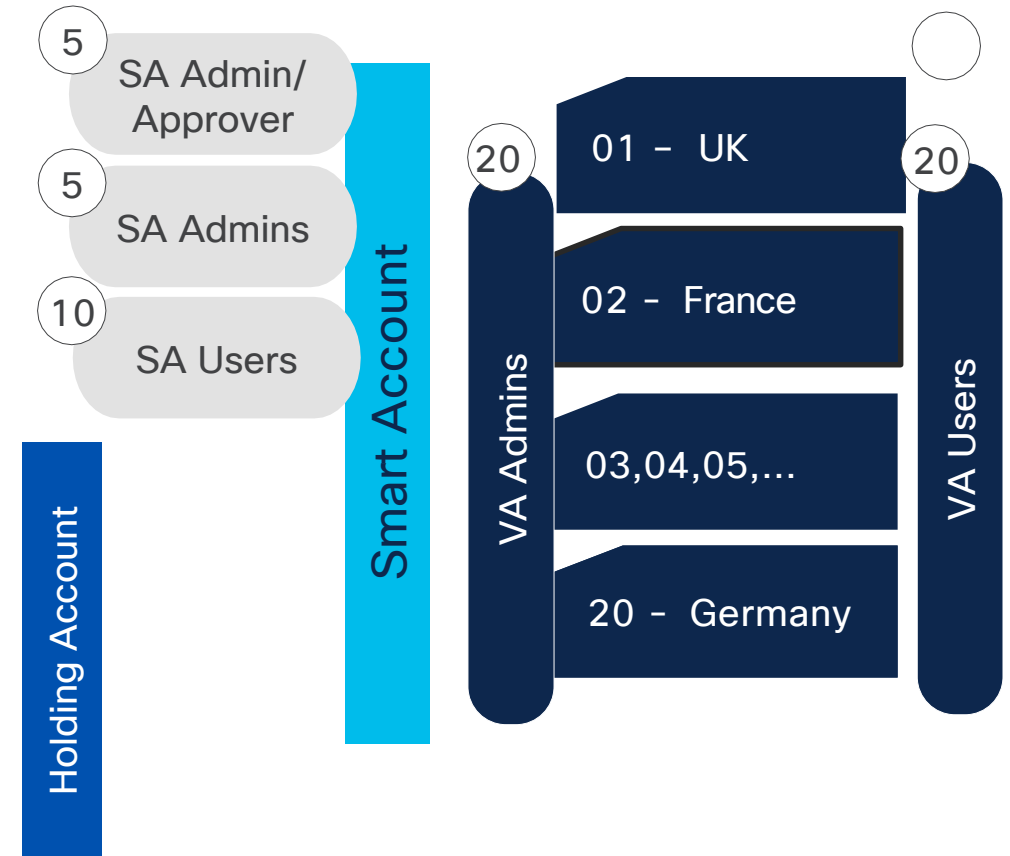 5
SA Admin/
Approver
5
SA Admins
10
SA Users
Holding Account
Smart Account
20
VA Admins
01 – UK
02 – France
03,04,05,...
20 – Germany
20
VA Users